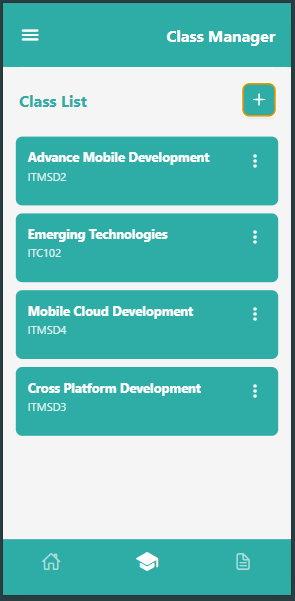 Class Manager
Class List
Advance Mobile Development
ITMSD2
Emerging Technologies
ITC102
Mobile Cloud Development
ITMSD4
Cross Platform Development
ITMSD3